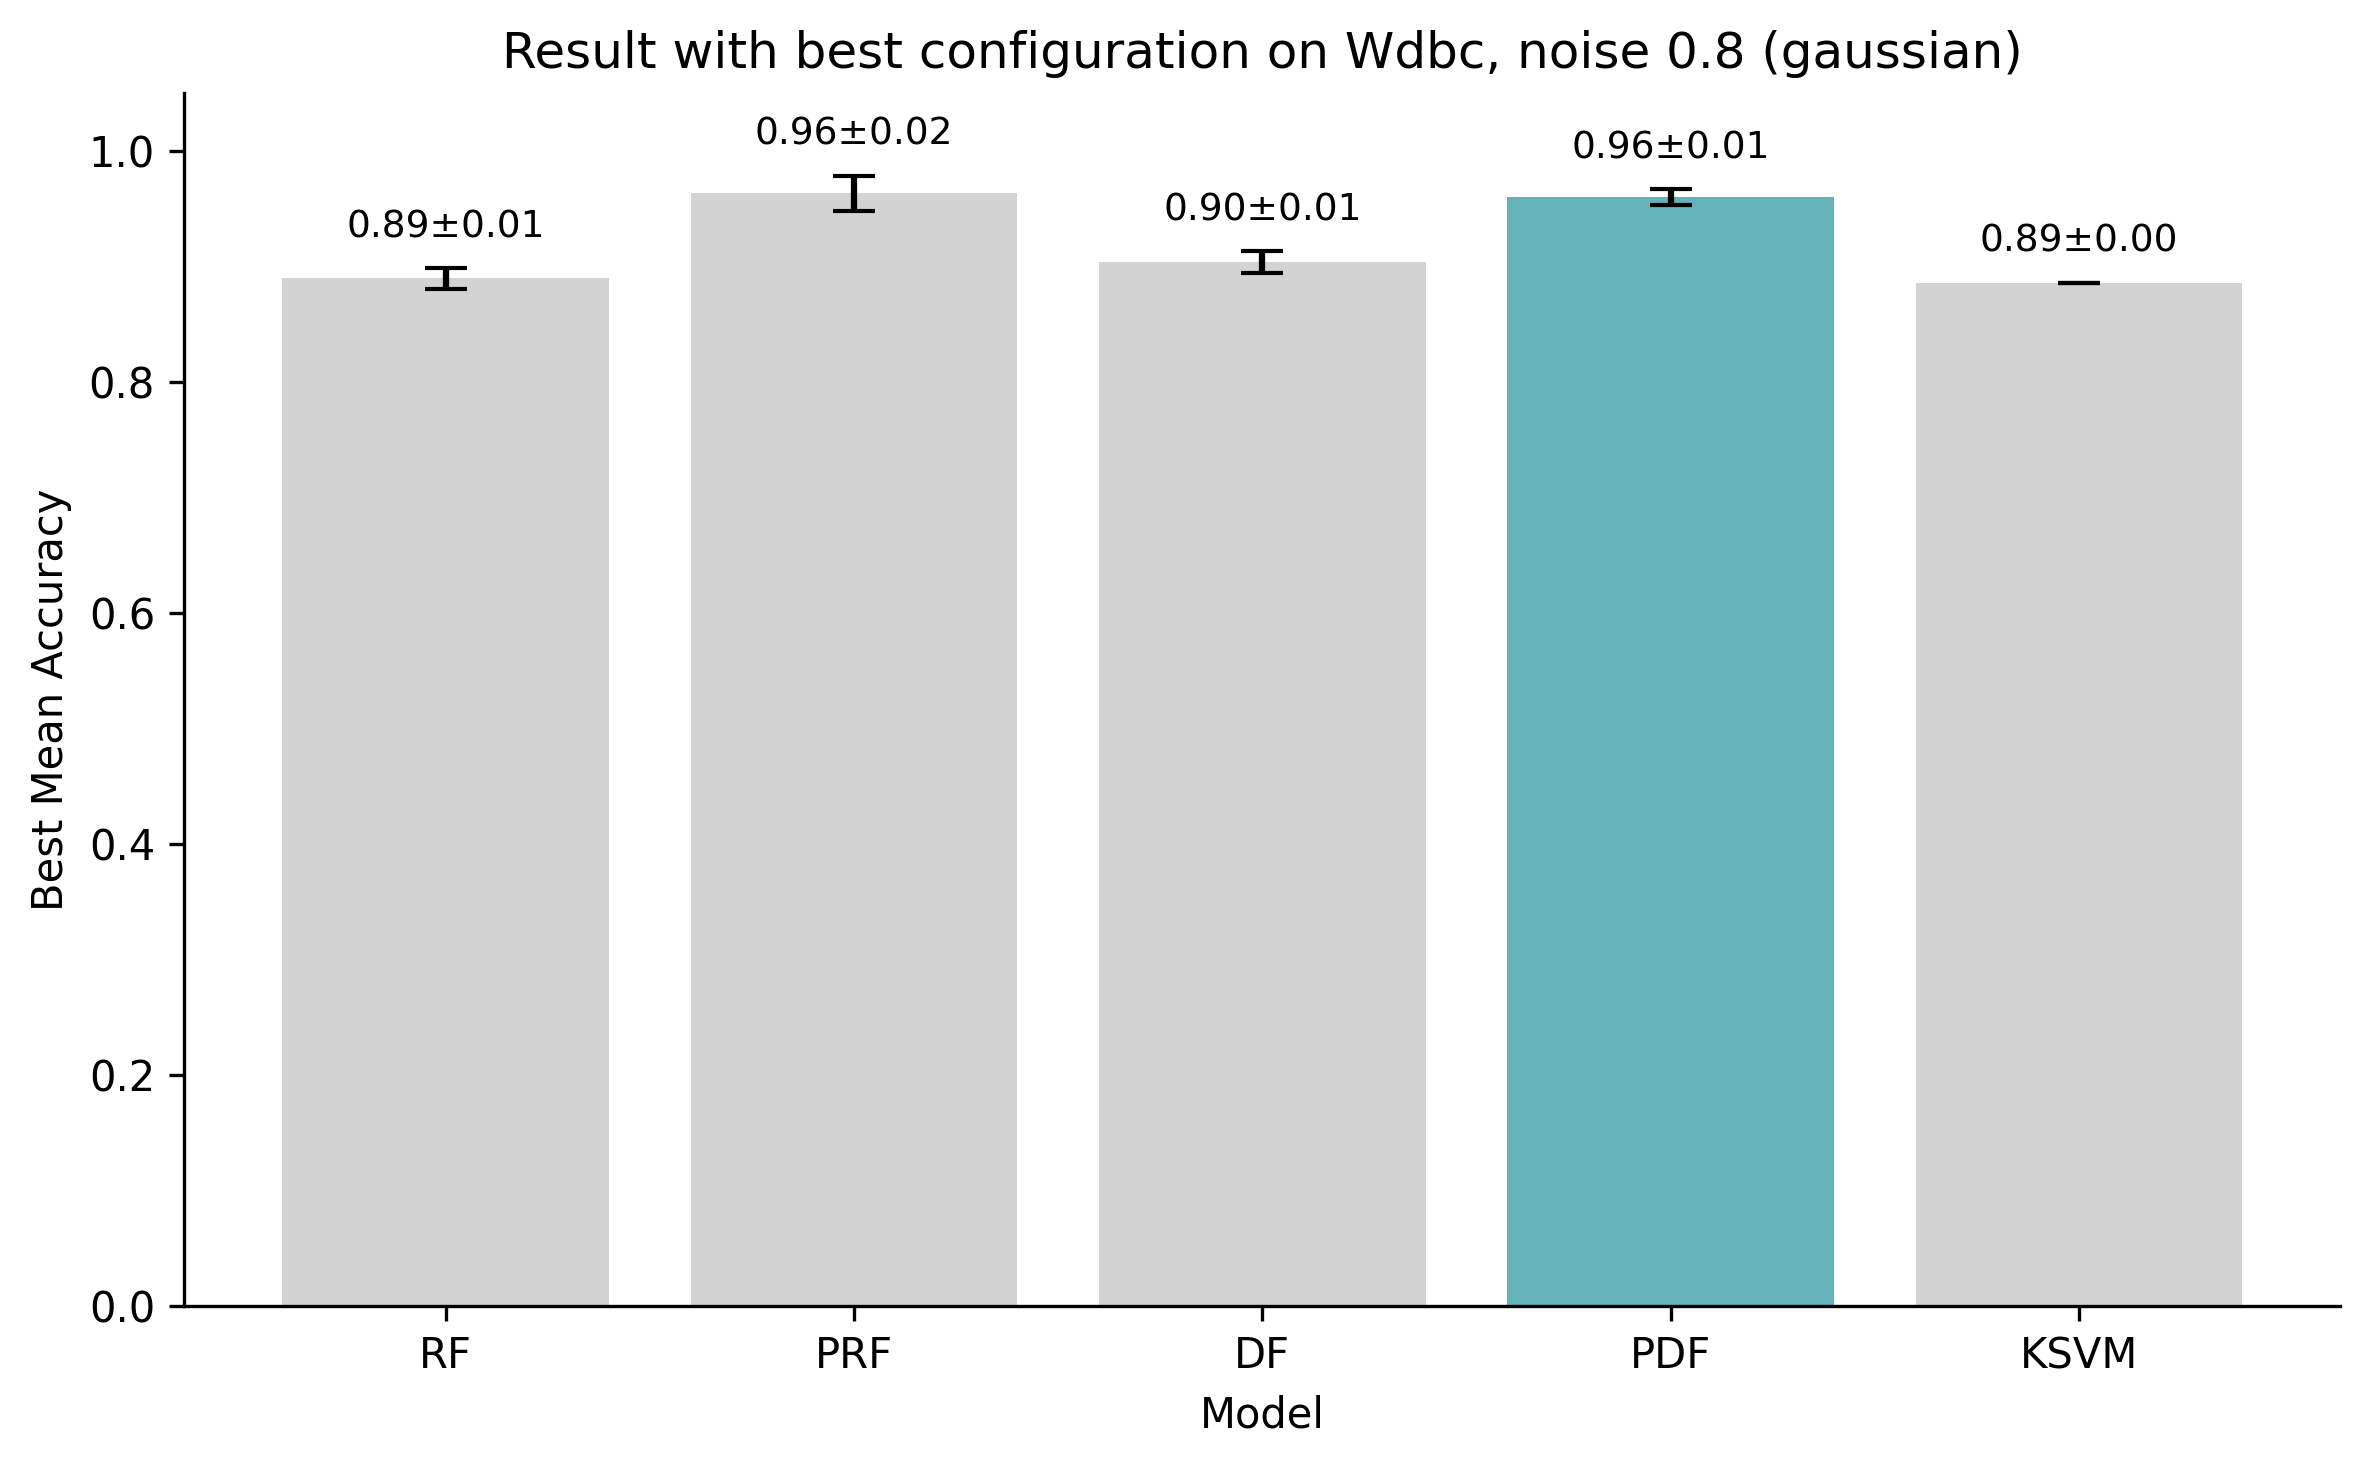 Result with best configuration on Wdbc, noise 0.8 (gaussian)
0.89±0.01
0.96±0.02
0.90±0.01
0.96±0.01
0.89±0.00
Best Mean Accuracy
1.0
0.8
0.6
0.4
0.2
0.0
RF PRF DF PDF KSVM
Model